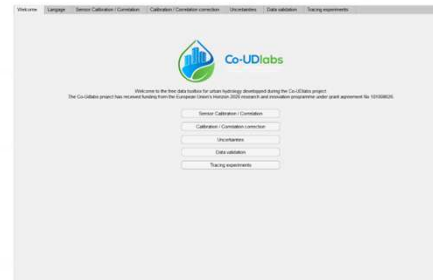 Welcome Langage Sensor Calibration / Correlation Calibration / Correlation correction Uncertainties Data validation Tracing experiments
Co-UDlabs
Welcome to the free data toolbox for urban hydrology developped during the Co-UDlabs project
The Co-Udlabs project has received funding from the European Union's Horizon 2020 research and innovation programme under grant agreement No 101008626
Sensor Calibration / Correlation
Calibration / Correlation correction
Uncertainties
Data validation
Tracing experiments